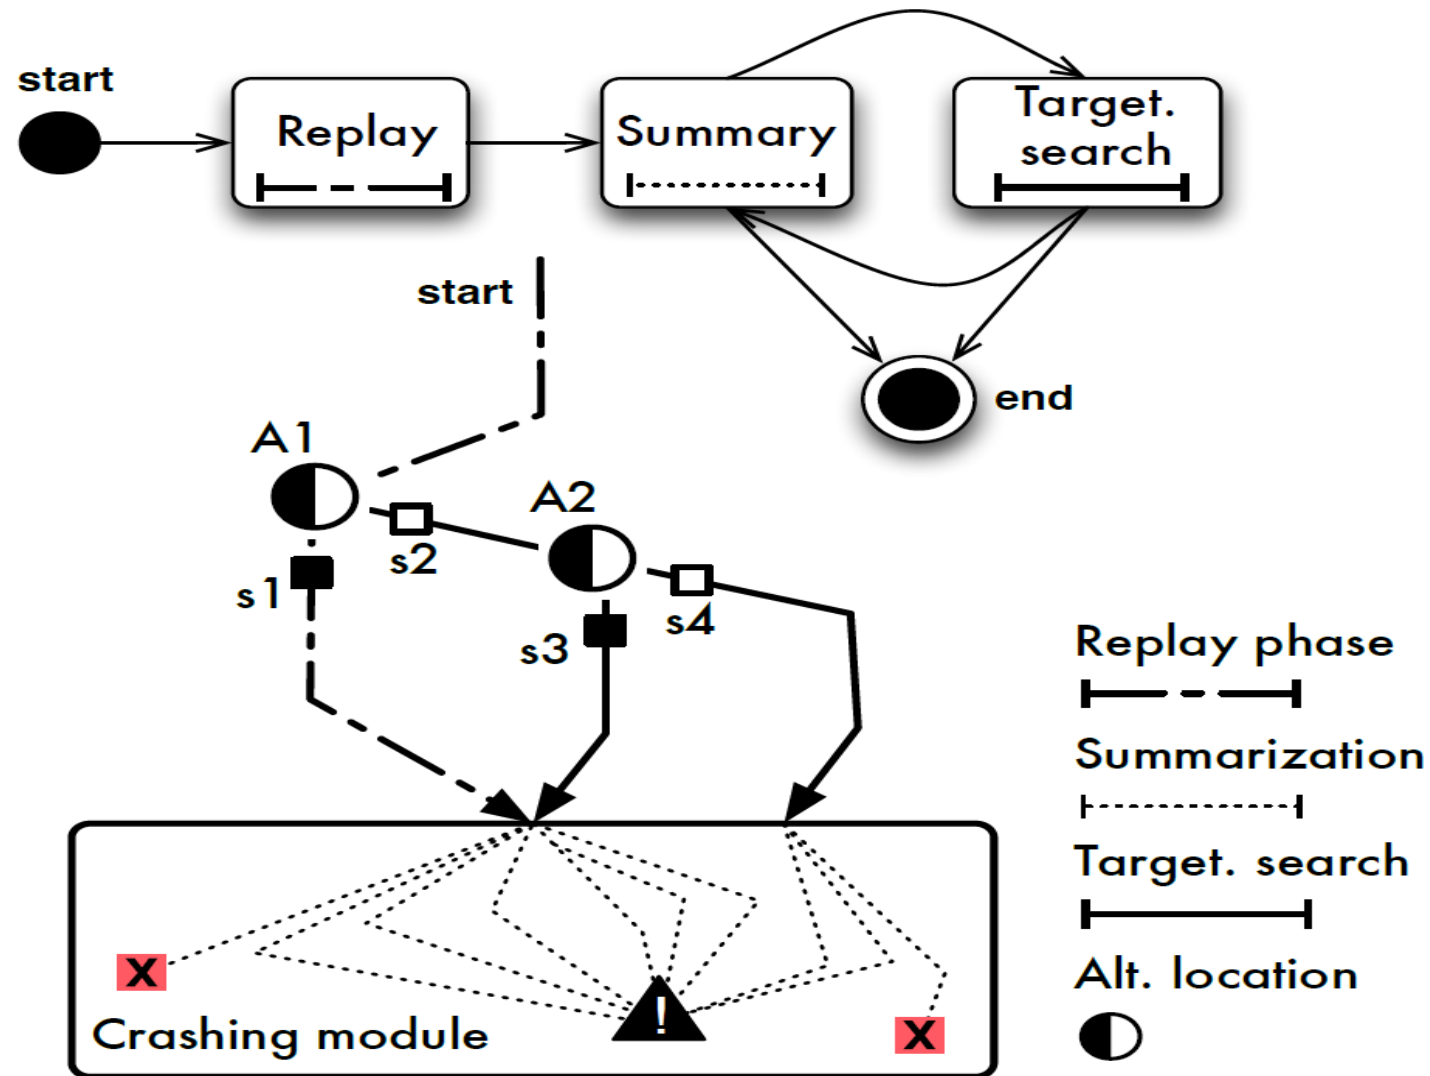 start
Replay
Summary
Target.
search
start
end
A1
A2
s2
s1
s4
s3
Replay phase
Summarization
Target. search
Alt. location
X
!
X
Crashing module